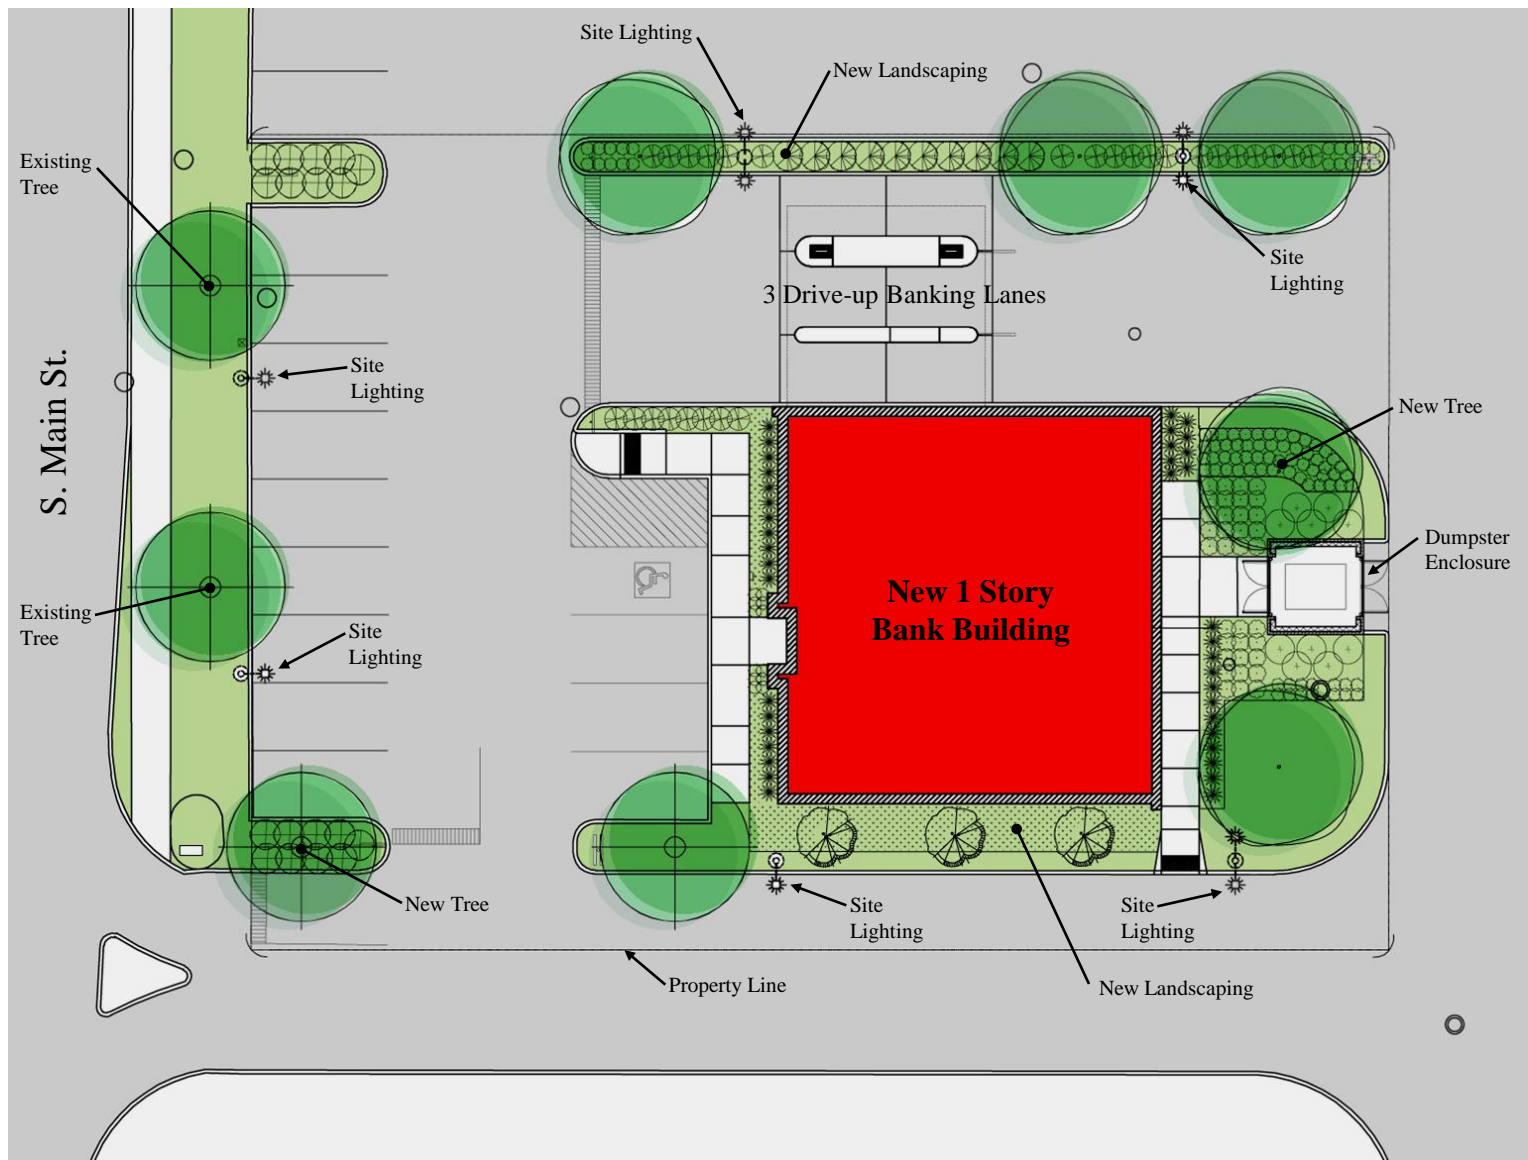 Site Lighting
New Landscaping
Existing
Tree
Site
Lighting
3 Drive-up Banking Lanes
S. Main St.
Site
Lighting
New Tree
Dumpster
Enclosure
New 1 Story
Bank Building
Existing
Tree
Site
Lighting
New Tree
Site
Lighting
Site
Lighting
Property Line
New Landscaping